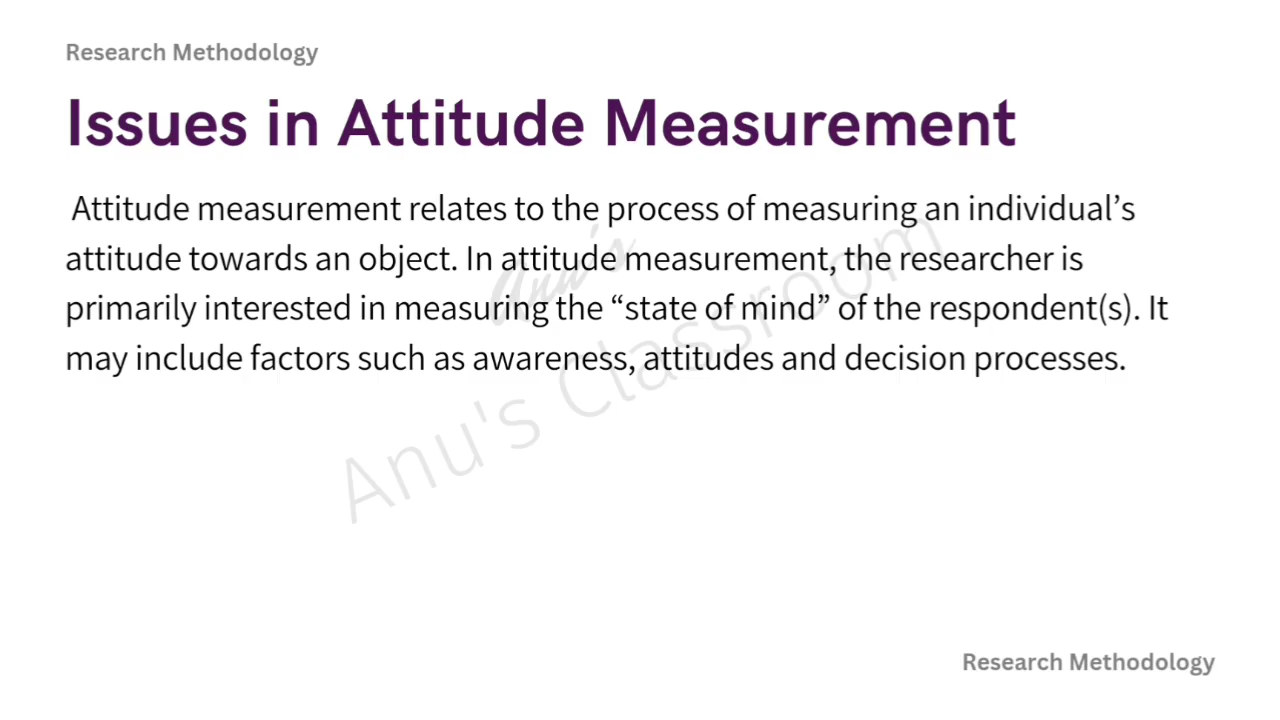 Research Methodology
Issues in Attitude Measurement
Attitude measurement relates to the process of measuring an individual’s
attitude towards an object. In attitude measurement, the researcher is
primarily interested in measuring the “state of mind” of the respondent(s). It
may include factors such as awareness, attitudes and decision processes.
Anu's
Anu's Classroom
Research Methodology